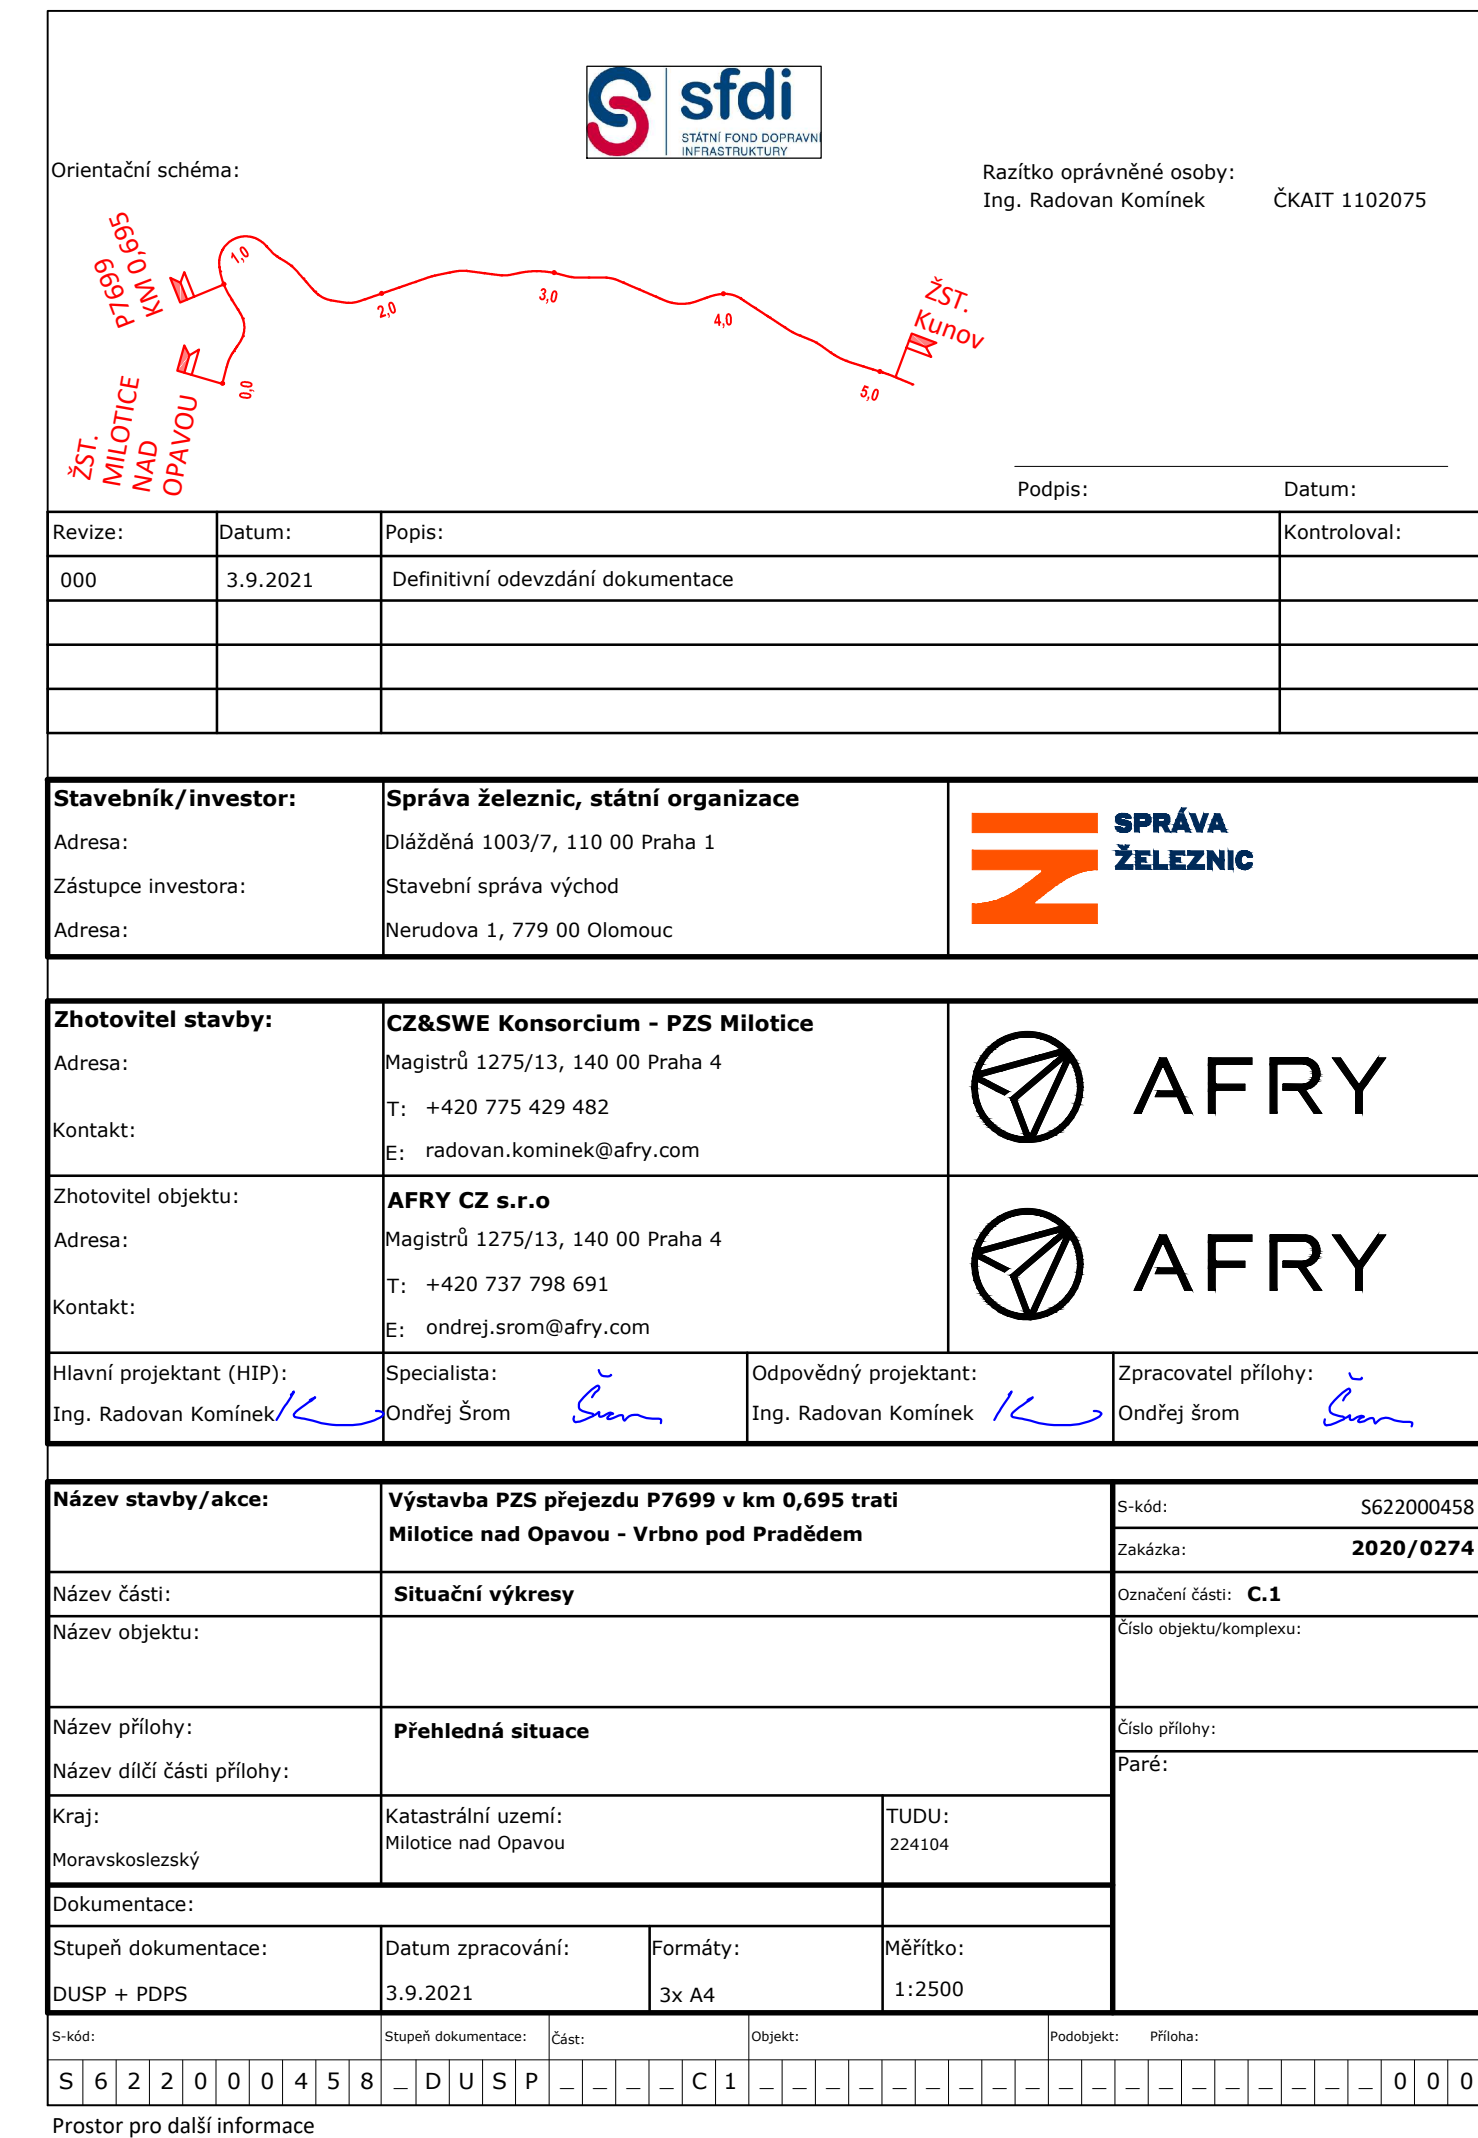 sfdi
STÁTNÍ FOND DOPRAVNÍ
INFRASTRUKTURY
Orientační schéma:
Razítko oprávněné osoby:
Ing. Radovan Komínek ČKAIT 1102075
P7699
KM 0,695
1,0
2,0
3,0
4,0
5,0
0,0
ŽST.
Kunov
ŽST.
MILOTICE
NAD
OPAVOU
Podpis: Datum:
Revize: Datum: Popis: Kontroloval:
000 3.9.2021 Definitivní odevzdání dokumentace
Stavebník/investor: Správa železnic, státní organizace
Adresa: Dlážděná 1003/7, 110 00 Praha 1
Zástupce investora: Stavební správa východ
Adresa: Nerudova 1, 779 00 Olomouc
SPRÁVA
ŽELEZNIC
Zhotovitel stavby: CZ&SWE Konsorcium - PZS Milotice
Adresa: Magistrů 1275/13, 140 00 Praha 4
Kontakt: T: +420 775 429 482
E: radovan.kominek@afry.com
AFRY
Zhotovitel objektu: AFRY CZ s.r.o
Adresa: Magistrů 1275/13, 140 00 Praha 4
Kontakt: T: +420 737 798 691
E: ondrej.srom@afry.com
AFRY
Hlavní projektant (HIP): Specialista: Odpovědný projektant: Zpracovatel přílohy:
Ing. Radovan Komínek Ondřej Šrom Ing. Radovan Komínek Ondřej šrom
Název stavby/akce: Výstavba PZS přejezdu P7699 v km 0,695 trati
Milotice nad Opavou - Vrbno pod Pradědem
S-kód: S622000458
Zakázka: 2020/0274
Název části: Situační výkresy Označení části: C.1
Název objektu: Číslo objektu/komplexu:
Název přílohy: Přehledná situace Číslo přílohy:
Název dílčí části přílohy: Paré:
Kraj: Katastrální uzemí: TUDU:
Moravskoslezský Milotice nad Opavou 224104
Dokumentace:
Stupeň dokumentace: Datum zpracování: Formáty: Měřítko:
DUSP + PDPS 3.9.2021 3x A4 1:2500
S-kód: Stupeň dokumentace: Část: Objekt: Podobjekt: Příloha:
S 6 2 2 0 0 0 4 5 8 _ D U S P _ _ _ _ C 1 _ _ _ _ _ _ _ _ _ _ _ _ _ _ _ _ _ _ _ 0 0 0
Prostor pro další informace